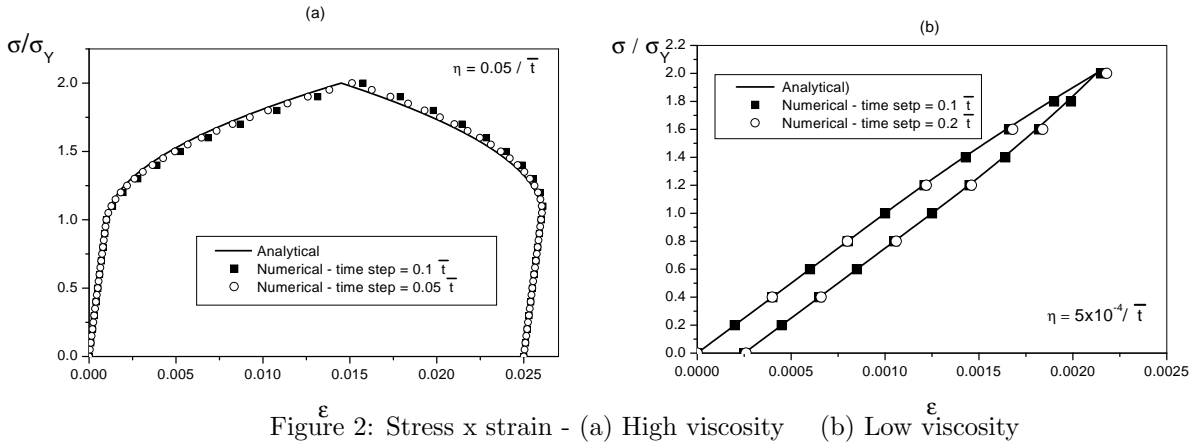 (a)
σ/σ_Y
η = 0.05 / t̅
2.0
1.5
1.0
0.5
0.0
Analytical
Numerical - time step = 0.1 t̅
Numerical - time step = 0.05 t̅
0.000 0.005 0.010 0.015 0.020 0.025
ε
(b)
σ / σ_Y
2.2
2.0
1.8
1.6
1.4
1.2
1.0
0.8
0.6
0.4
0.2
0.0
Analytical)
Numerical - time setp = 0.1 t̅
Numerical - time setp = 0.2 t̅
η = 5x10⁻⁴/ t̅
0.0000 0.0005 0.0010 0.0015 0.0020 0.0025
ε
Figure 2: Stress x strain - (a) High viscosity (b) Low viscosity